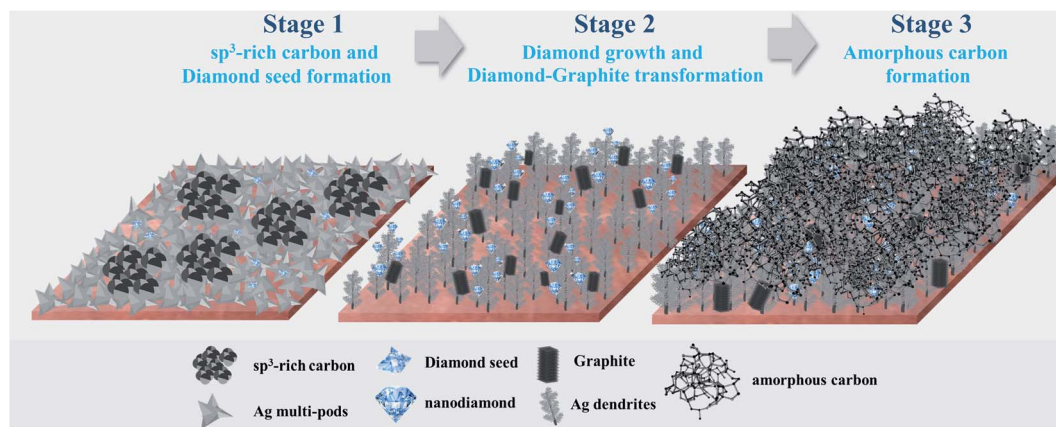 Stage 1
sp³-rich carbon and
Diamond seed formation
Stage 2
Diamond growth and
Diamond-Graphite transformation
Stage 3
Amorphous carbon
formation
sp³-rich carbon
Diamond seed
Graphite
amorphous carbon
Ag multi-pods
nanodiamond
Ag dendrites